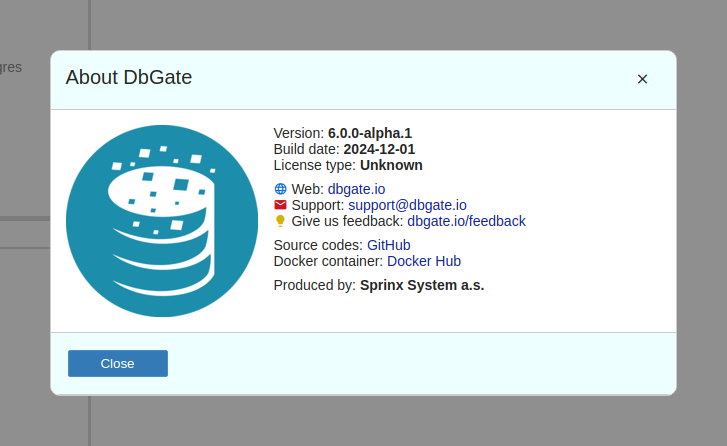 gres
About DbGate
×
Version: 6.0.0-alpha.1
Build date: 2024-12-01
License type: Unknown
Web: dbgate.io
Support: support@dbgate.io
Give us feedback: dbgate.io/feedback
Source codes: GitHub
Docker container: Docker Hub
Produced by: Sprinx System a.s.
Close